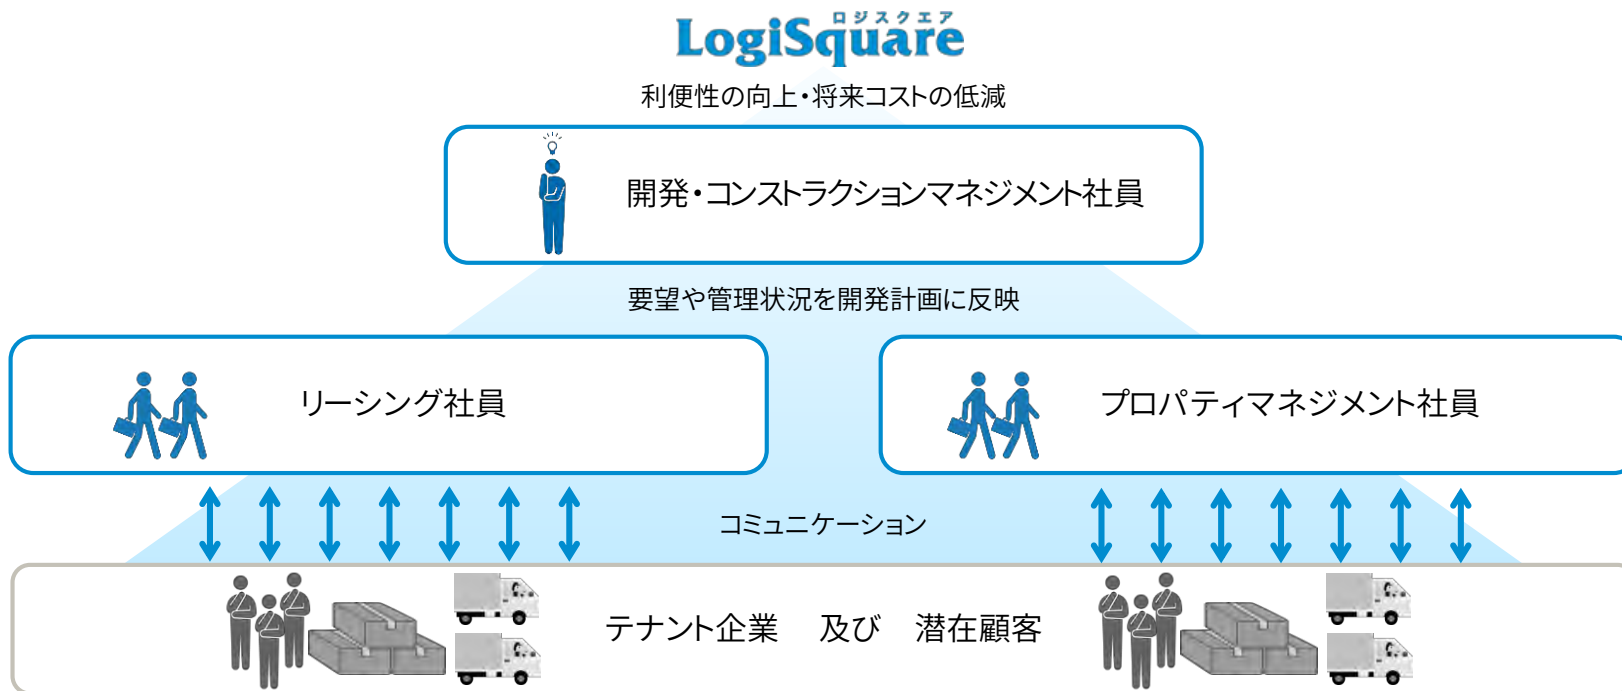 ロジスクエア
LogiSquare
利便性の向上・将来コストの低減
開発・コンストラクションマネジメント社員
要望や管理状況を開発計画に反映
リーシング社員
プロパティマネジメント社員
コミュニケーション
テナント企業 及び 潜在顧客